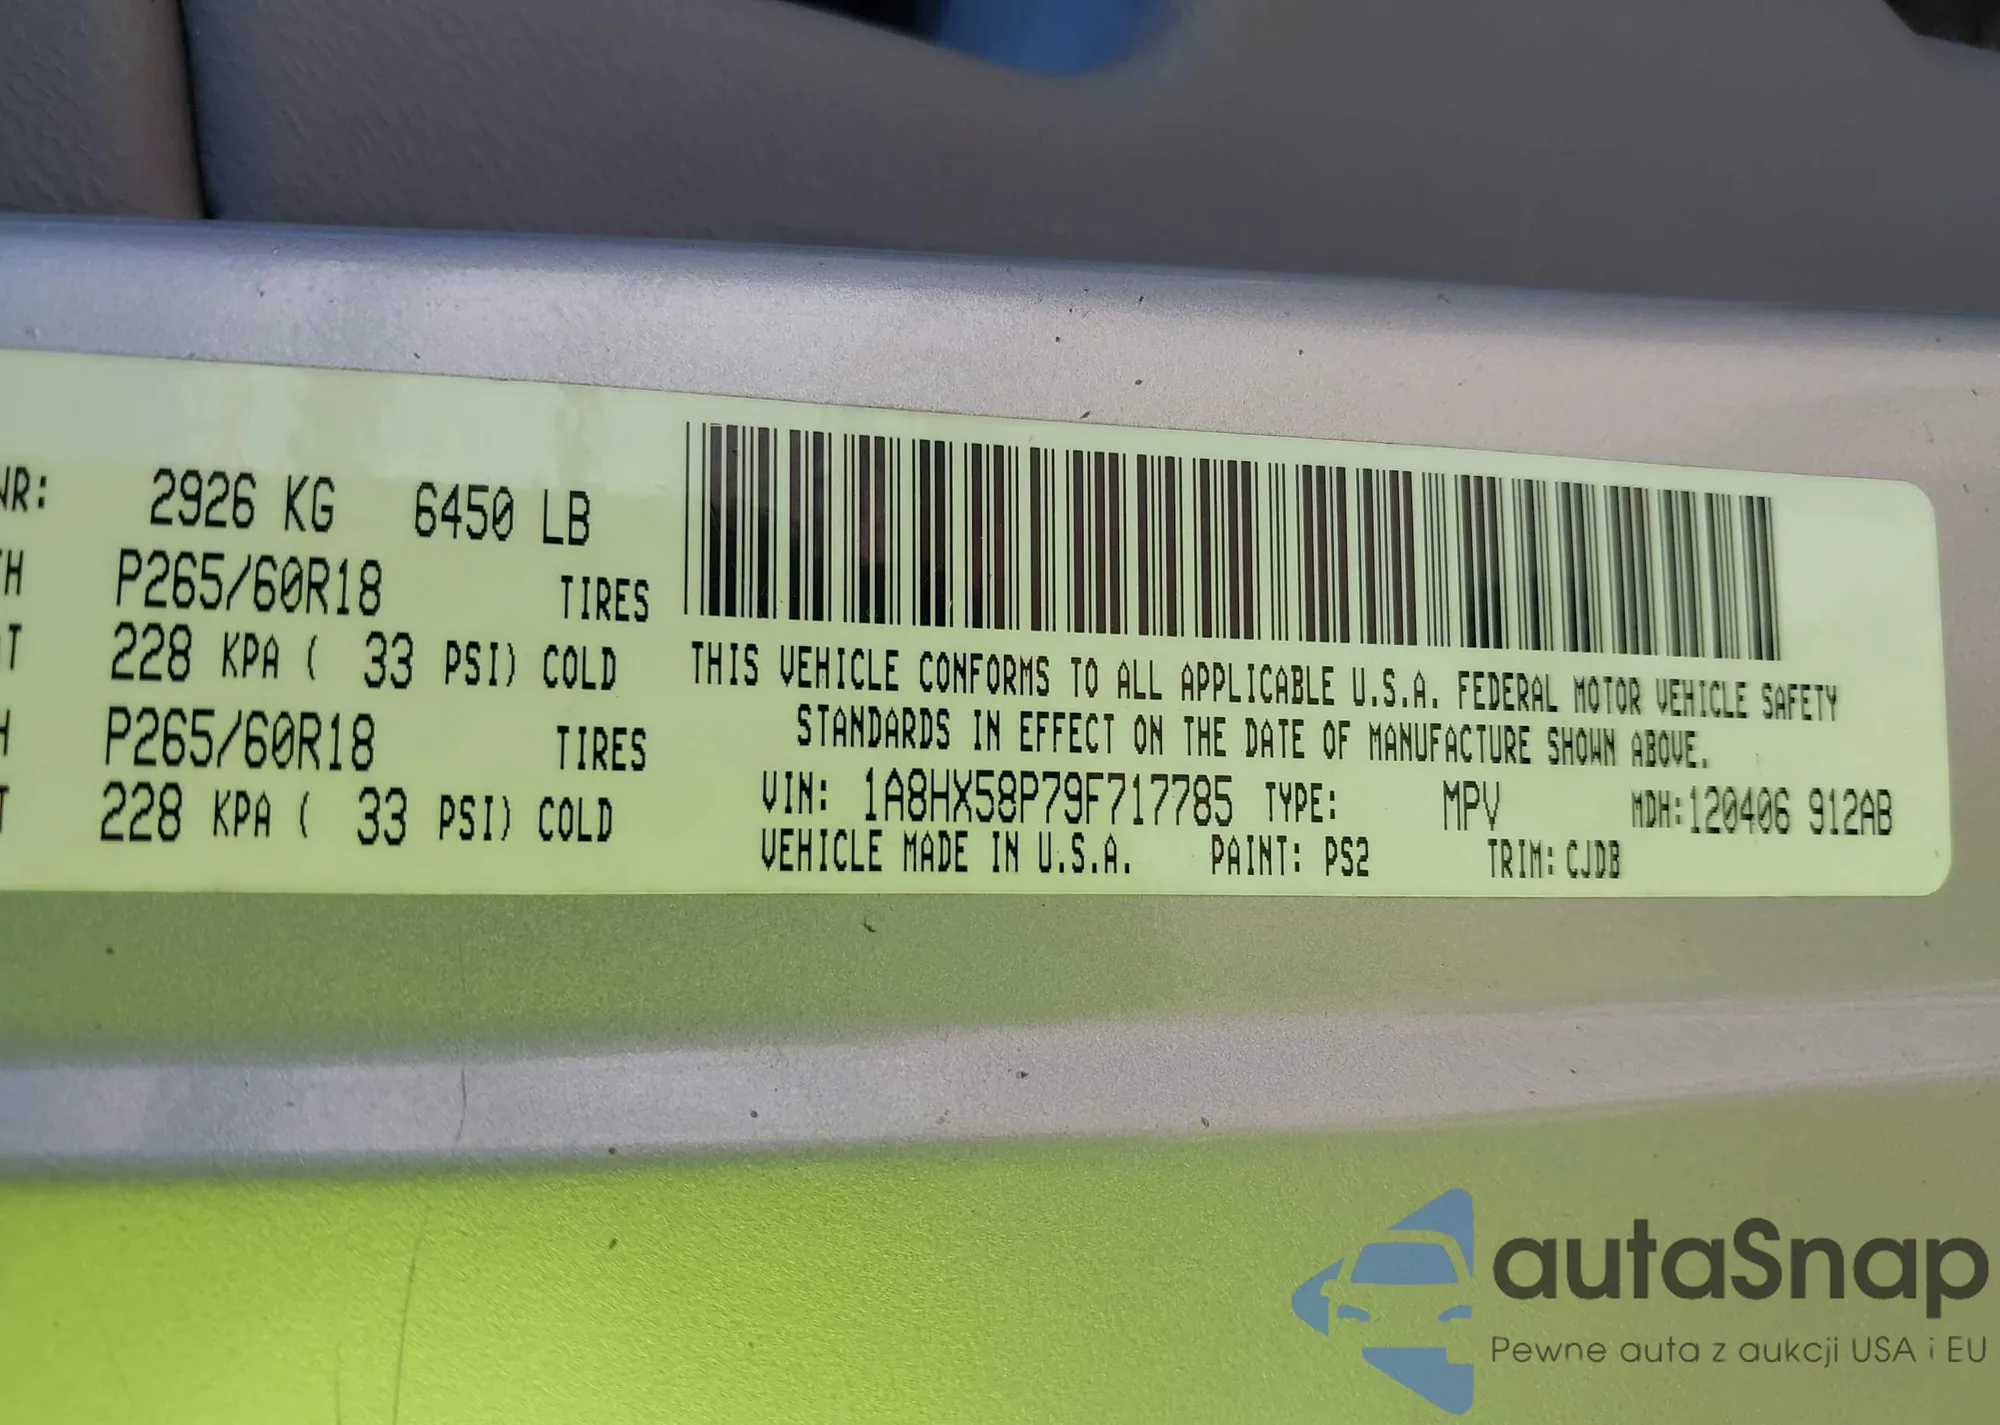 WR: 2926 KG 6450 LB
TH P265/60R18 TIRES
228 KPA ( 33 PSI) COLD
P265/60R18 TIRES
228 KPA ( 33 PSI) COLD
THIS VEHICLE CONFORMS TO ALL APPLICABLE U.S.A. FEDERAL MOTOR VEHICLE SAFETY
STANDARDS IN EFFECT ON THE DATE OF MANUFACTURE SHOWN ABOVE.
VIN: 1A8HX58P79F717785 TYPE: MPV MDH:120406 912AB
VEHICLE MADE IN U.S.A. PAINT: PS2 TRIM: CJDB
autaSnap
Pewne auta z aukcji USA i EU